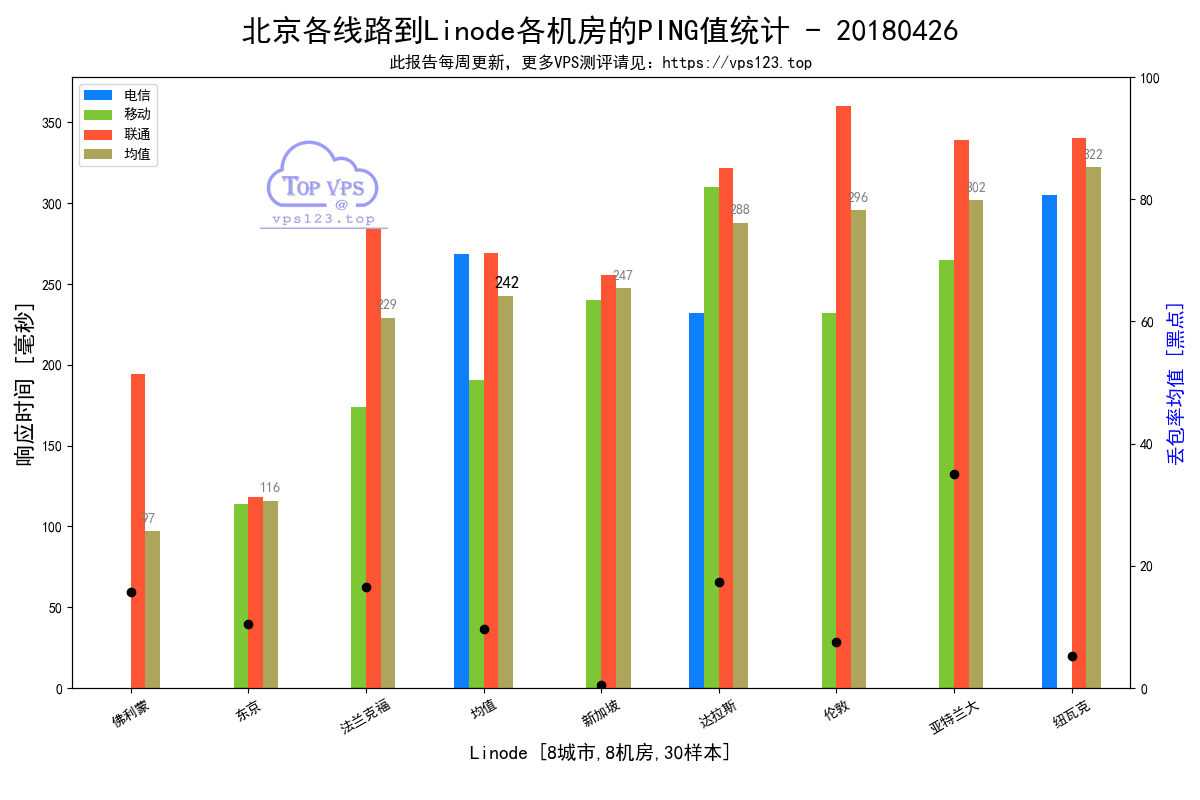 北京各线路到Linode各机房的PING值统计 - 20180426
此报告每周更新，更多VPS测评请见：https://vps123.top
电信
移动
联通
均值
TOP VPS
@
vps123.top
响应时间 [毫秒]
350
300
250
200
150
100
50
0
97
116
229
242
247
288
296
302
322
100
80
60
40
20
0
丢包率均值 [黑点]
佛利蒙
东京
法兰克福
均值
新加坡
达拉斯
伦敦
亚特兰大
纽瓦克
Linode [8城市,8机房,30样本]